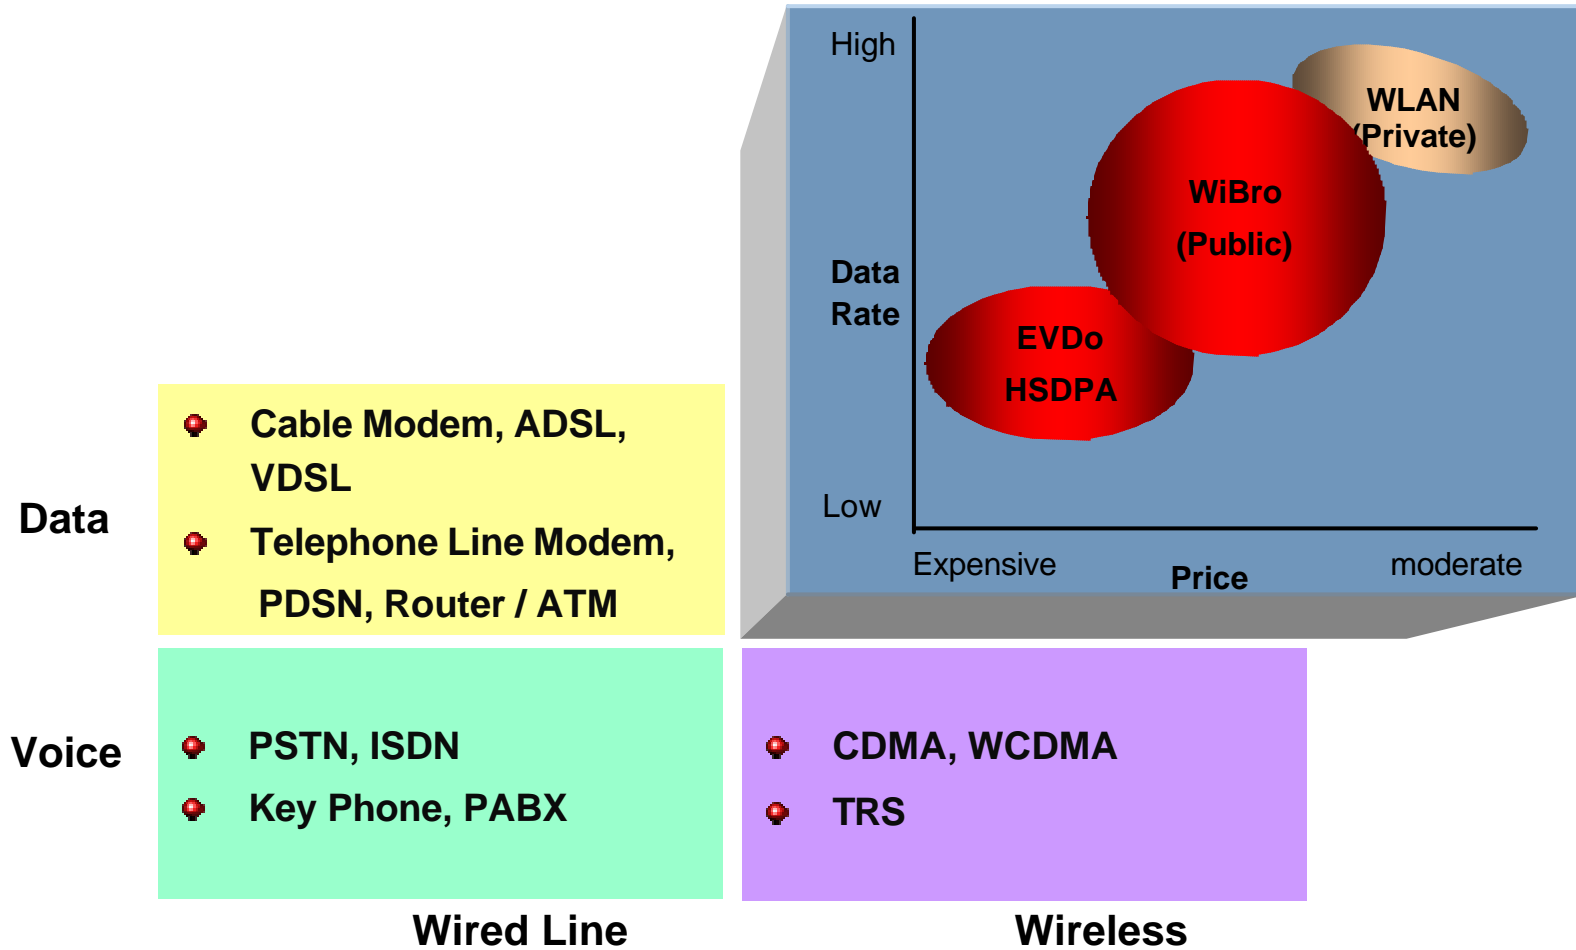 High
WLAN
(Private)
WiBro
(Public)
Data
Rate
EVDo
HSDPA
Low
Expensive
Price
moderate
Data
Cable Modem, ADSL,
VDSL
Telephone Line Modem,
PDSN, Router / ATM
Voice
PSTN, ISDN
Key Phone, PABX
CDMA, WCDMA
TRS
Wired Line
Wireless